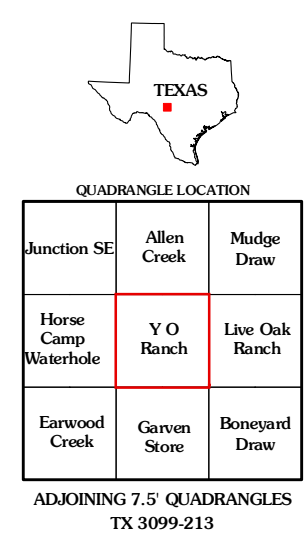 TEXAS
QUADRANGLE LOCATION
Junction SE
Allen
Creek
Mudge
Draw
Horse
Camp
Waterhole
Y O
Ranch
Live Oak
Ranch
Earwood
Creek
Garven
Store
Boneyard
Draw
ADJOINING 7.5' QUADRANGLES
TX 3099-213